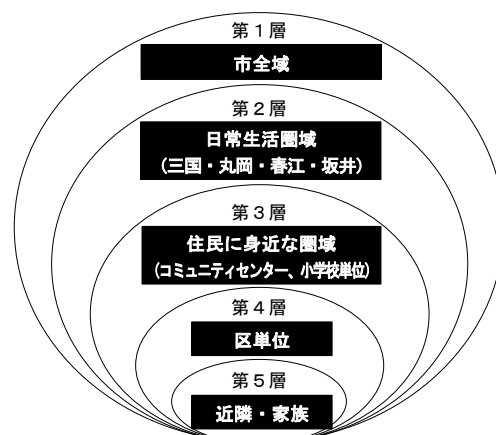 第１層
市全域
第２層
日常生活圏域
（三国・丸岡・春江・坂井）
第３層
住民に身近な圏域
（コミュニティセンター、小学校単位）
第４層
区単位
第５層
近隣・家族